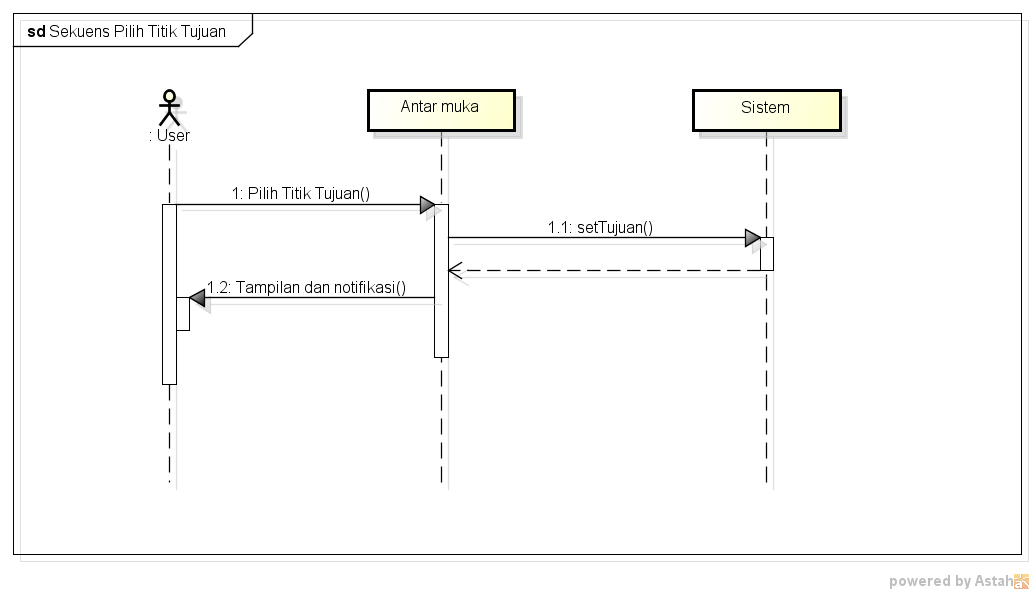 sd Sekuens Pilih Titik Tujuan
: User
Antar muka
Sistem
1: Pilih Titik Tujuan()
1.1: setTujuan()
1.2: Tampilan dan notifikasi()
powered by Astah